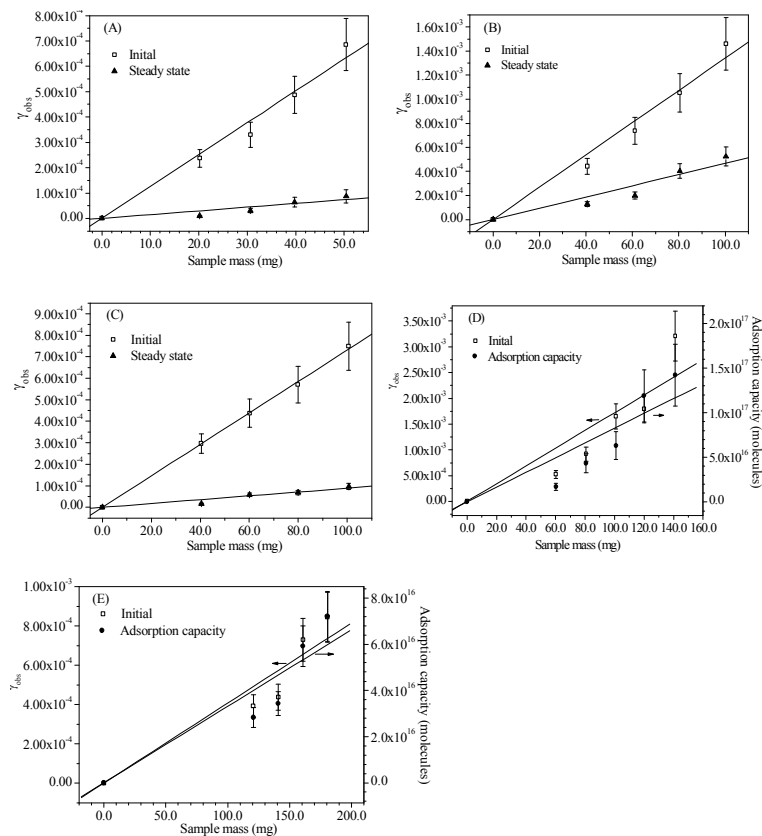 (A)
8.00x10⁻⁴
7.00x10⁻⁴
6.00x10⁻⁴
5.00x10⁻⁴
4.00x10⁻⁴
3.00x10⁻⁴
2.00x10⁻⁴
1.00x10⁻⁴
0.00
γobs
Inital
Steady state
0.0 10.0 20.0 30.0 40.0 50.0
Sample mass (mg)
(B)
1.60x10⁻³
1.40x10⁻³
1.20x10⁻³
1.00x10⁻³
8.00x10⁻⁴
6.00x10⁻⁴
4.00x10⁻⁴
2.00x10⁻⁴
0.00
γobs
Initial
Steady state
0.0 20.0 40.0 60.0 80.0 100.0
Sample mass (mg)
(C)
9.00x10⁻⁴
8.00x10⁻⁴
7.00x10⁻⁴
6.00x10⁻⁴
5.00x10⁻⁴
4.00x10⁻⁴
3.00x10⁻⁴
2.00x10⁻⁴
1.00x10⁻⁴
0.00
γobs
Initial
Steady state
0.0 20.0 40.0 60.0 80.0 100.0
Sample mass (mg)
(D)
3.50x10⁻³
3.00x10⁻³
2.50x10⁻³
2.00x10⁻³
1.50x10⁻³
1.00x10⁻³
5.00x10⁻⁴
0.00
γobs
Inital
Adsorption capacity
2.0x10¹⁷
1.5x10¹⁷
1.0x10¹⁷
5.0x10¹⁶
0.0
Adsorption capacity (molecules)
0.0 20.0 40.0 60.0 80.0 100.0 120.0 140.0 160.0
Sample mass (mg)
(E)
1.00x10⁻³
8.00x10⁻⁴
6.00x10⁻⁴
4.00x10⁻⁴
2.00x10⁻⁴
0.00
γobs
Initial
Adsorption capacity
8.0x10¹⁶
6.0x10¹⁶
4.0x10¹⁶
2.0x10¹⁶
0.0
Adsorption capacity (molecules)
0.0 50.0 100.0 150.0 200.0
Sample mass (mg)